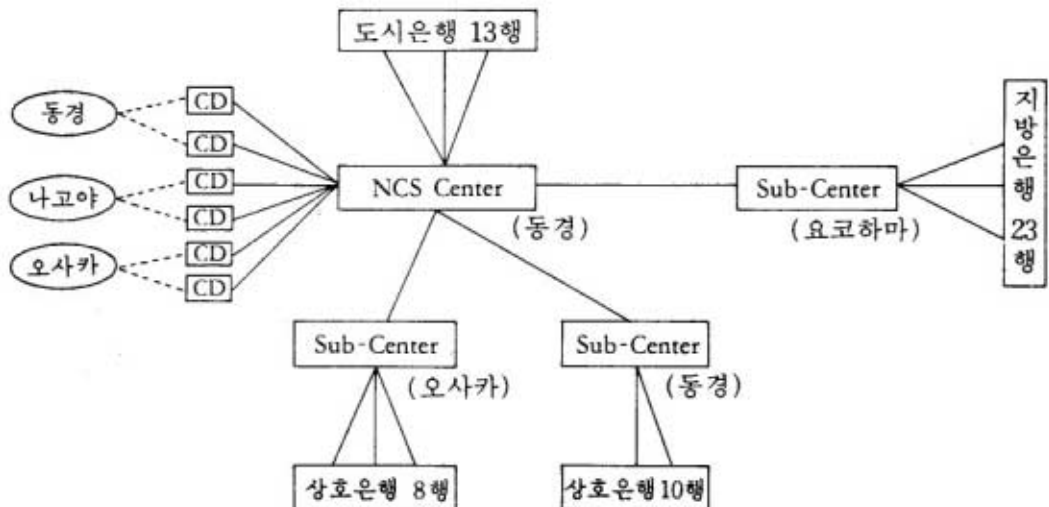 도시은행 13행
동경
CD
CD
나고야
CD
CD
오사카
CD
CD
NCS Center
(동경)
Sub-Center
(요코하마)
지방은행 23행
Sub-Center
(오사카)
Sub-Center
(동경)
상호은행 8행
상호은행10행